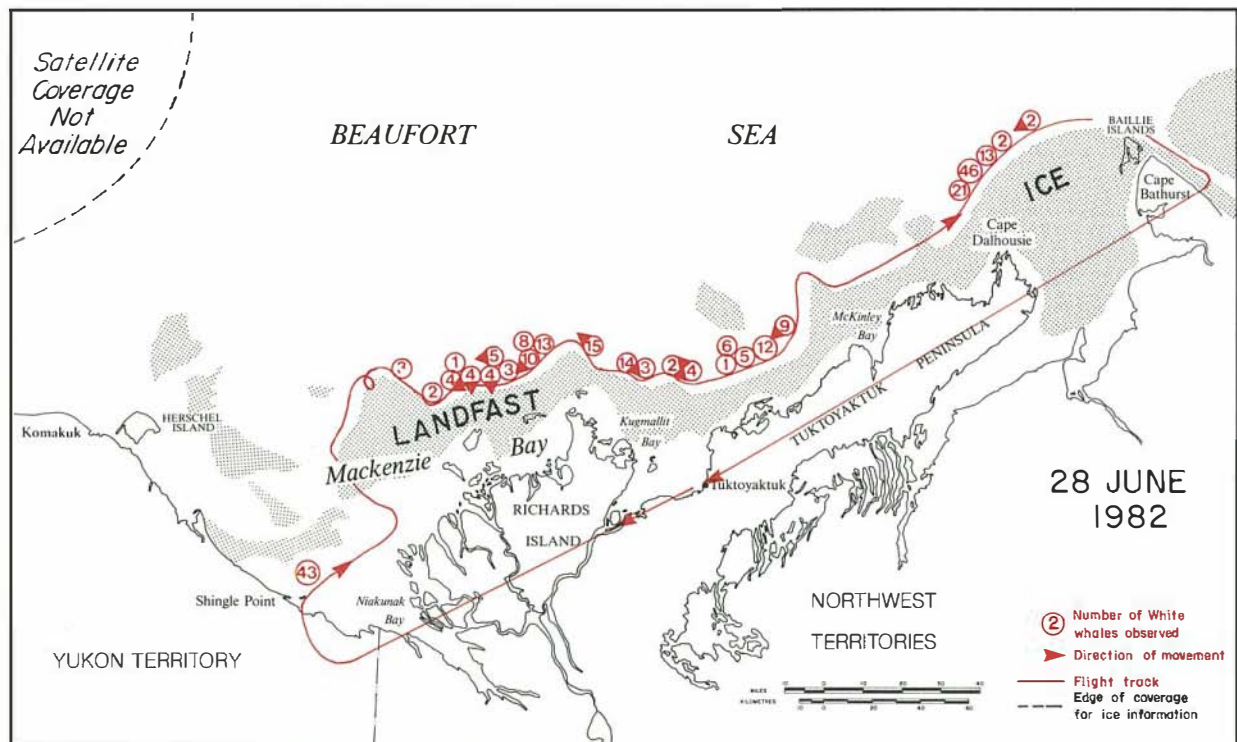 Satellite
Coverage
Not
Available
BEAUFORT SEA
BAILLIE
ISLANDS
2
2
13
46
21
ICE
Cape
Bathurst
Cape
Dalhousie
McKinley
Bay
9
12
5
6
1
4
2
3
14
15
13
8
10
3
5
4
4
1
4
2
3
LANDFAST
Kugmallit
Bay
HERSCHEL
ISLAND
Komakuk
Mackenzie Bay
TUKTOYAKTUK PENINSULA
Tuktoyaktuk
RICHARDS
ISLAND
28 JUNE
1982
43
Shingle Point
Niakunak
Bay
YUKON TERRITORY
NORTHWEST
TERRITORIES
2 Number of White
whales observed
Direction of movement
Flight track
Edge of coverage
for ice information
MILES
KILOMETRES